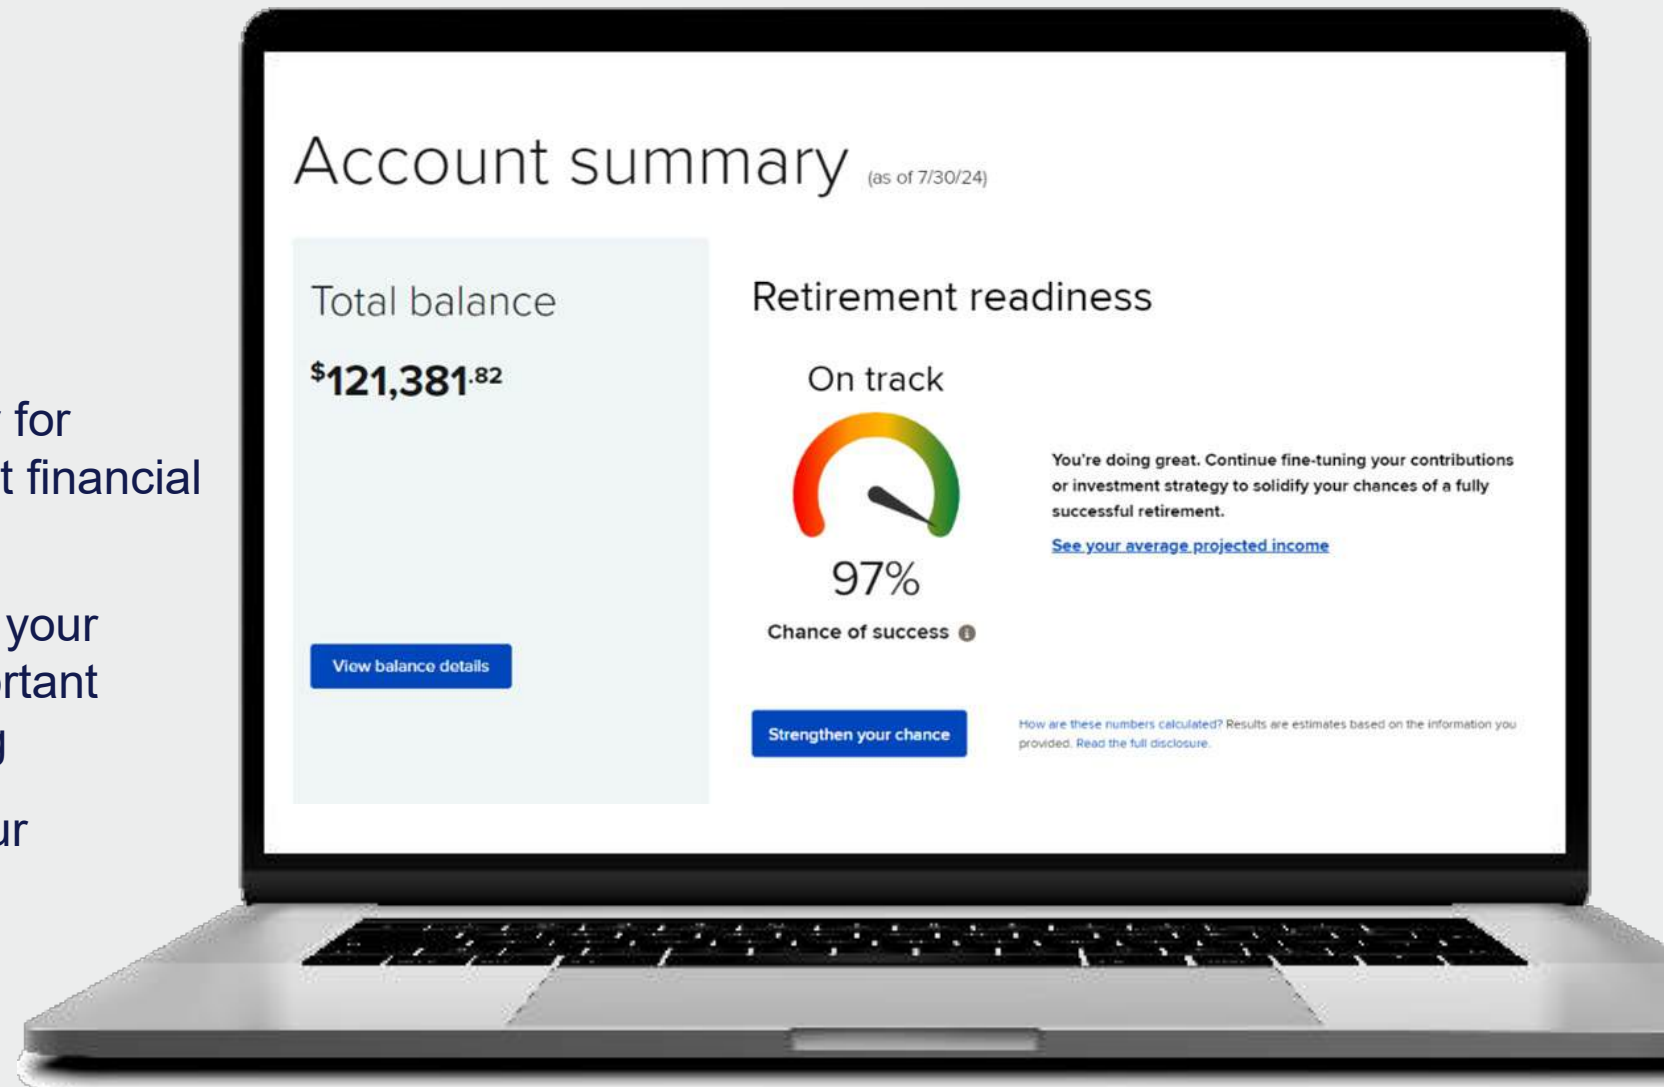 for
t financial
your
rtant
g
ur
Account summary (as of 7/30/24)
Total balance
$121,381.82
View balance details
Retirement readiness
On track
97%
Chance of success
You're doing great. Continue fine-tuning your contributions
or investment strategy to solidify your chances of a fully
successful retirement.
See your average projected income
Strengthen your chance
How are these numbers calculated? Results are estimates based on the information you
provided. Read the full disclosure.